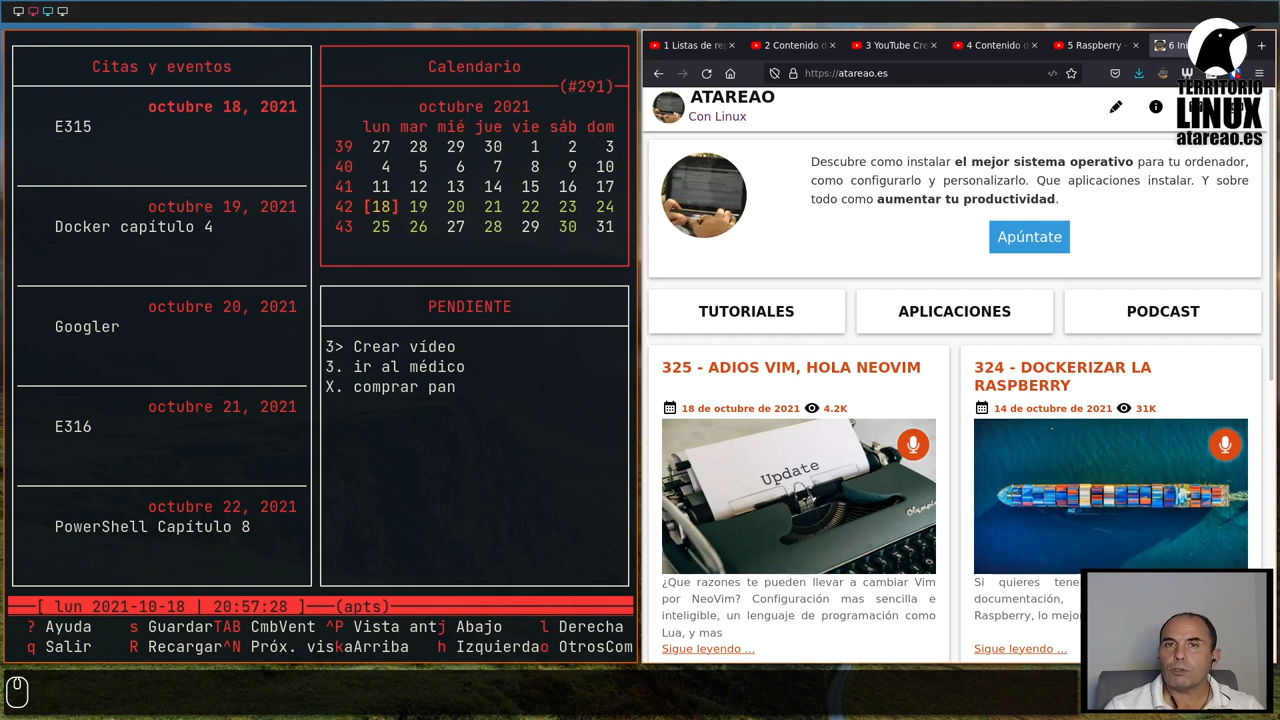 Citas y eventos
octubre 18, 2021
E315
octubre 19, 2021
Docker capítulo 4
octubre 20, 2021
Googler
octubre 21, 2021
E316
octubre 22, 2021
PowerShell Capítulo 8
Calendario
(#291)
octubre 2021
lun mar mié jue vie sáb dom
39 27 28 29 30 1 2 3
40 4 5 6 7 8 9 10
41 11 12 13 14 15 16 17
42 [18] 19 20 21 22 23 24
43 25 26 27 28 29 30 31
PENDIENTE
3> Crear video
3. ir al médico
X. comprar pan
[ lun 2021-10-18 | 20:57:28 ] (apts)
? Ayuda s GuardarTAB CmbVent ^P Vista antj Abajo l Derecha
q Salir R Recargar^N Próx. viskaArriba h Izquierdao OtrosCom
1 Listas de re
2 Contenido d
3 YouTube Cre
4 Contenido d
5 Raspberry -
6 Ini
https://atareao.es
TERRITORIO
LINUX
atareao.es
ATAREAO
Con Linux
Descubre como instalar el mejor sistema operativo para tu ordenador,
como configurarlo y personalizarlo. Que aplicaciones instalar. Y sobre
todo como aumentar tu productividad.
Apúntate
TUTORIALES
APLICACIONES
PODCAST
325 - ADIOS VIM, HOLA NEOVIM
18 de octubre de 2021 4.2K
Update
Olympia
¿Que razones te pueden llevar a cambiar Vim
por NeoVim? Configuración mas sencilla e
inteligible, un lenguaje de programación como
Lua, y mas
Sigue leyendo ...
324 - DOCKERIZAR LA
RASPBERRY
14 de octubre de 2021 31K
Si quieres tene
documentación,
Raspberry, lo mejor
Sigue leyendo ...